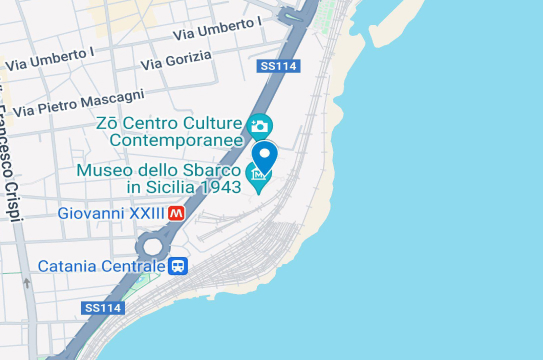 Via Umberto I
Via Umberto I
Via Gorizia
SS114
Via Pietro Mascagni
Zō Centro Culture
Contemporanee
Museo dello Sbarco
in Sicilia 1943
Francesco Crispi
Giovanni XXIII
M
Catania Centrale
SS114